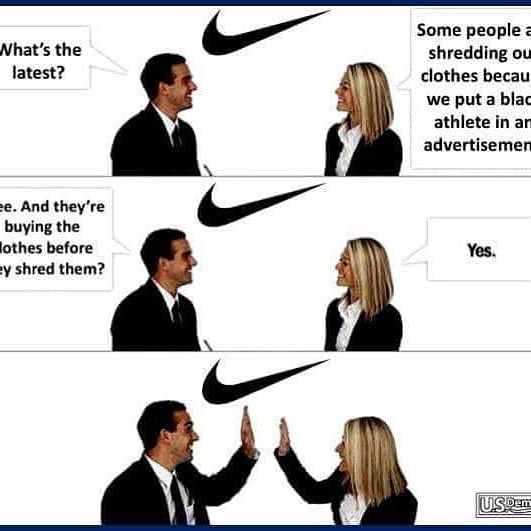 What's the
latest?
Some people a
shredding ou
clothes becau
we put a blac
athlete in an
advertisemen
ee. And they're
buying the
lothes before
ey shred them?
Yes.
U.S.Dem